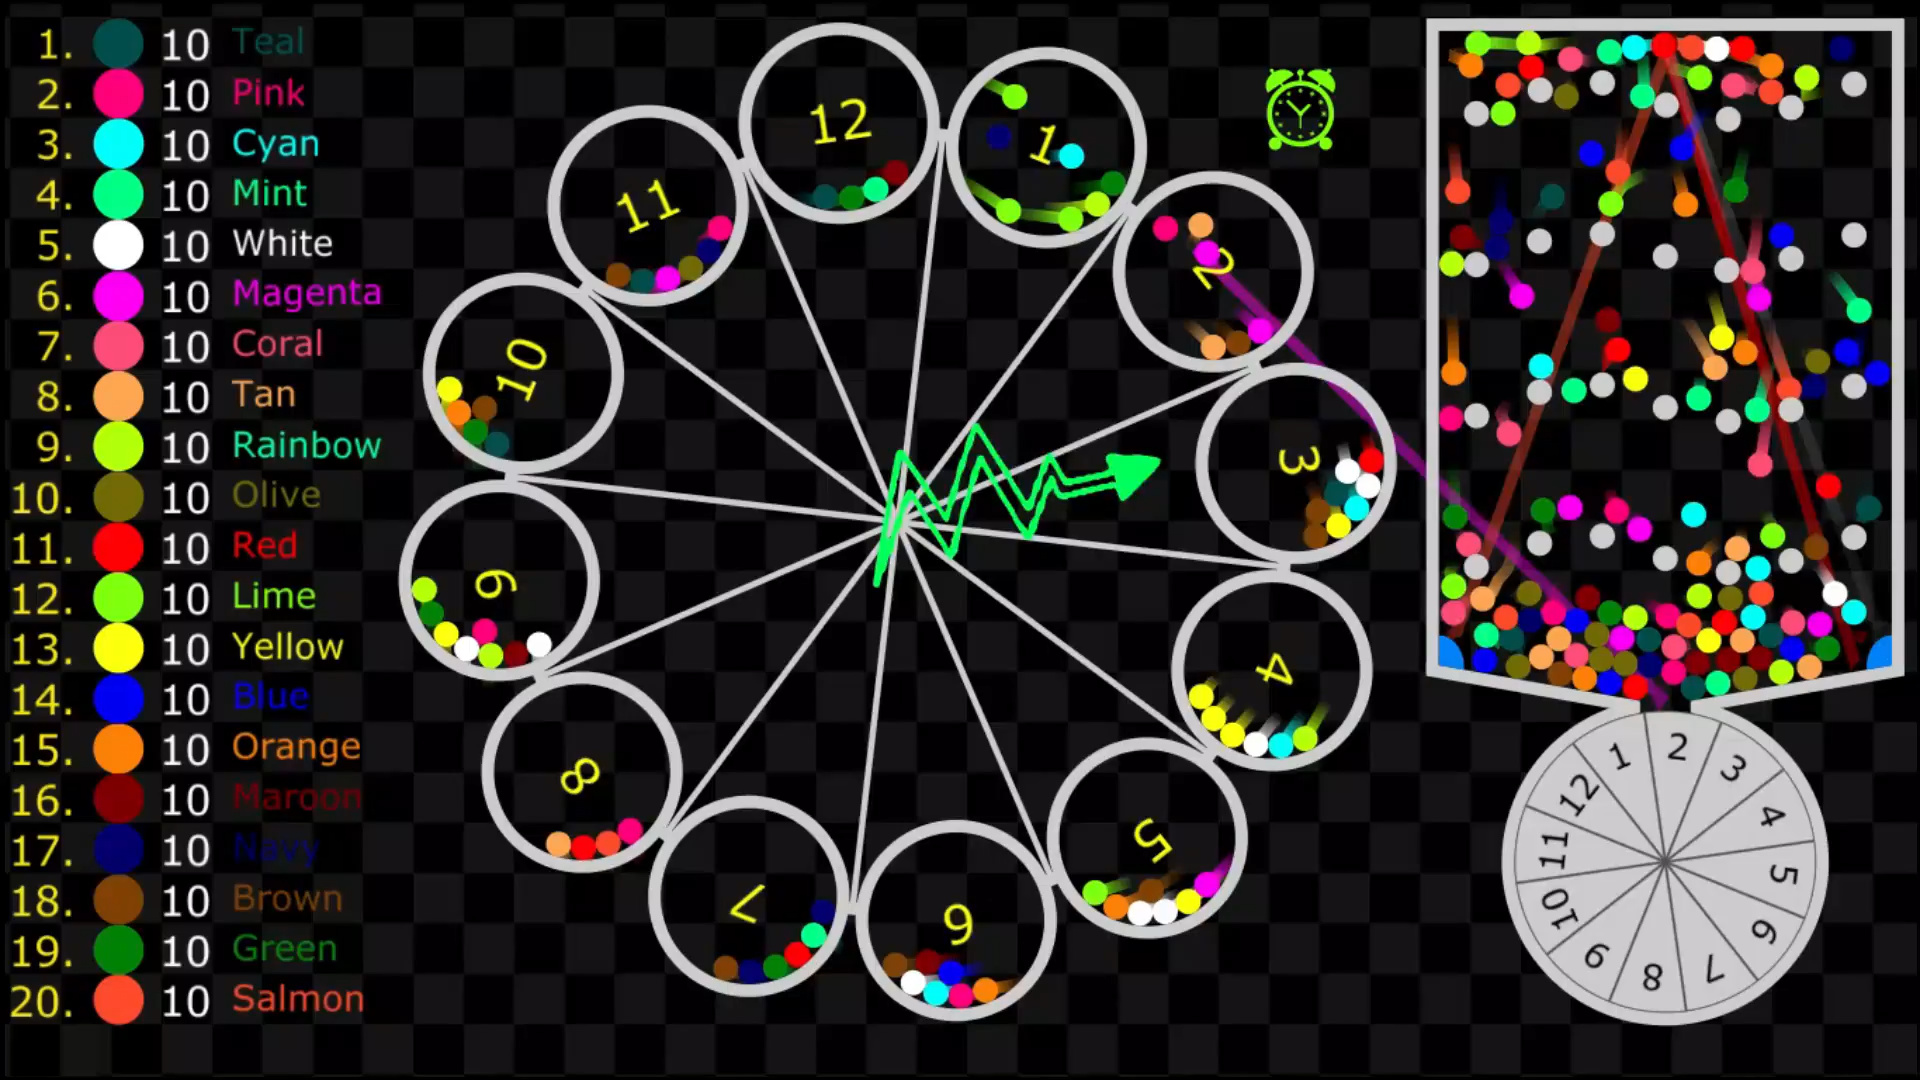 1. 10 Teal
2. 10 Pink
3. 10 Cyan
4. 10 Mint
5. 10 White
6. 10 Magenta
7. 10 Coral
8. 10 Tan
9. 10 Rainbow
10. 10 Olive
11. 10 Red
12. 10 Lime
13. 10 Yellow
14. 10 Blue
15. 10 Orange
16. 10 Maroon
17. 10 Navy
18. 10 Brown
19. 10 Green
20. 10 Salmon
12
1
2
3
4
5
6
7
8
9
10
11
1
2
3
4
5
6
7
8
9
10
11
12